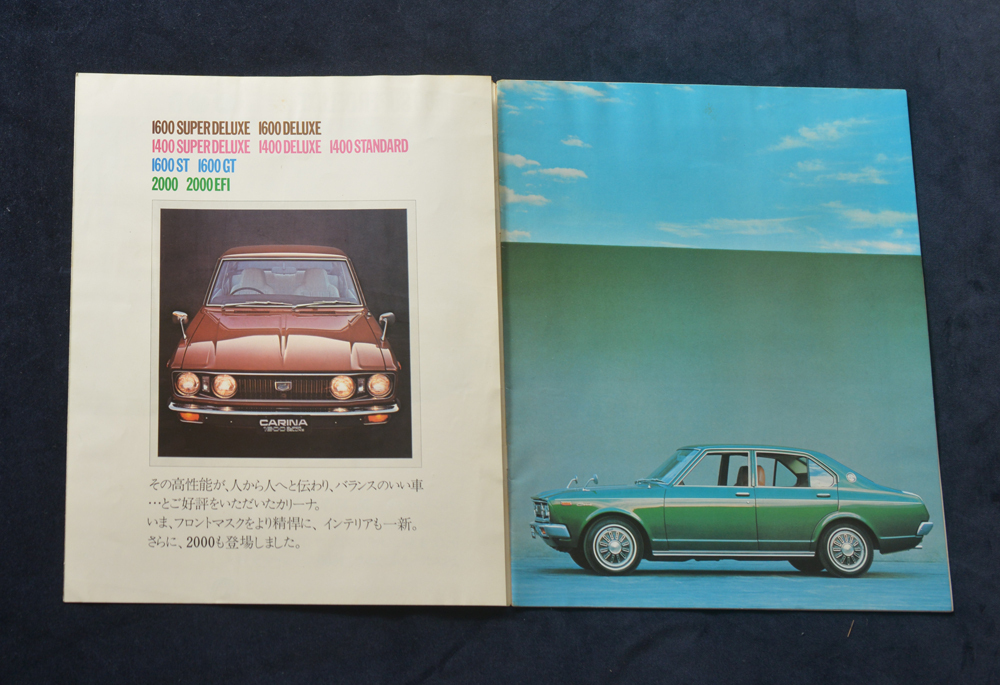 1600 SUPER DELUXE 1600 DELUXE
1400 SUPER DELUXE 1400 DELUXE 1400 STANDARD
1600 ST 1600 GT
2000 2000 EFI
CARINA
1600
その高性能が、人から人へと伝わり、バランスのいい車
…とご好評をいただいたカリーナ。
いま、フロントマスクをより精悍に、インテリアも一新。
さらに、2000も登場しました。